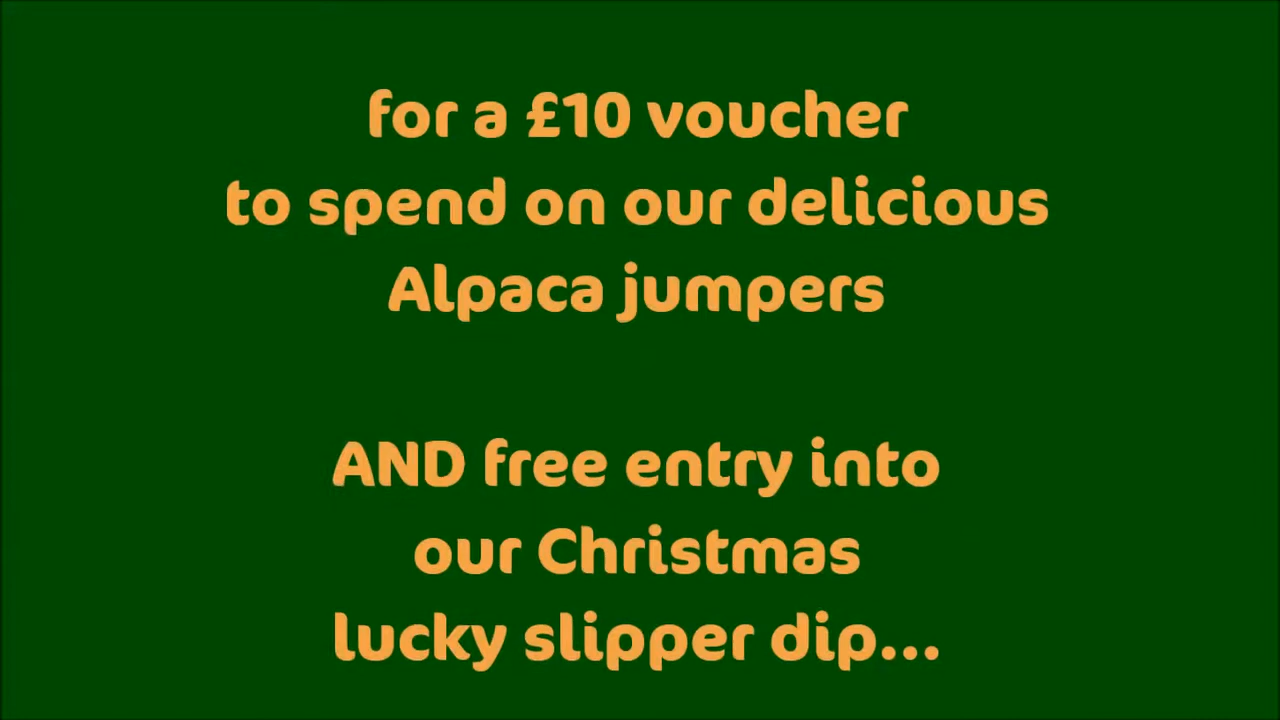 for a £10 voucher
to spend on our delicious
Alpaca jumpers
AND free entry into
our Christmas
lucky slipper dip...